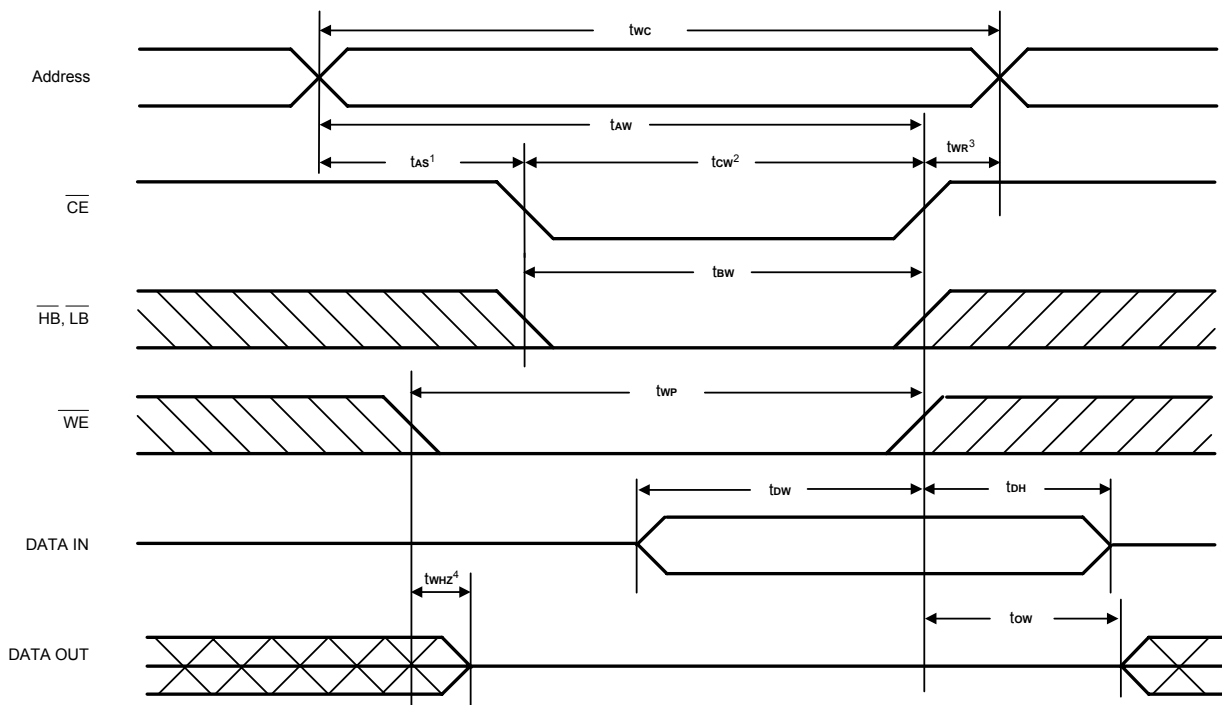 tWC
Address
tAW
tAS¹ tCW² tWR³
CE
tBW
HB, LB
tWP
WE
tDW tDH
DATA IN
tWHZ⁴
tOW
DATA OUT